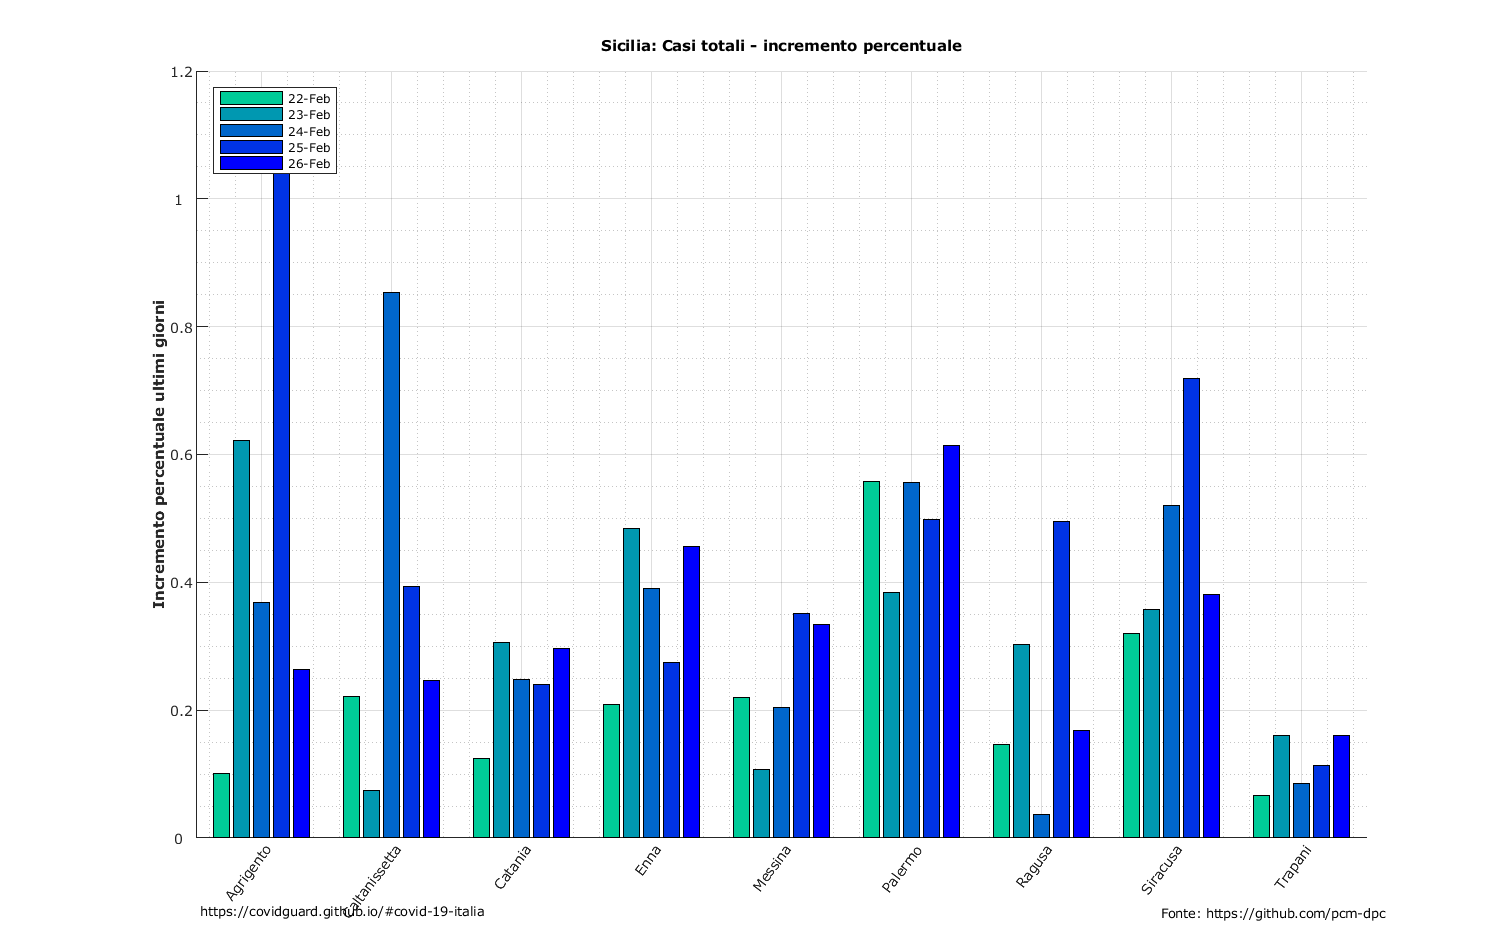 Sicilia: Casi totali - incremento percentuale
Incremento percentuale ultimi giorni
1.2
1
0.8
0.6
0.4
0.2
0
22-Feb
23-Feb
24-Feb
25-Feb
26-Feb
Agrigento
Caltanissetta
Catania
Enna
Messina
Palermo
Ragusa
Siracusa
Trapani
https://covidguard.github.io/#covid-19-italia
Fonte: https://github.com/pcm-dpc